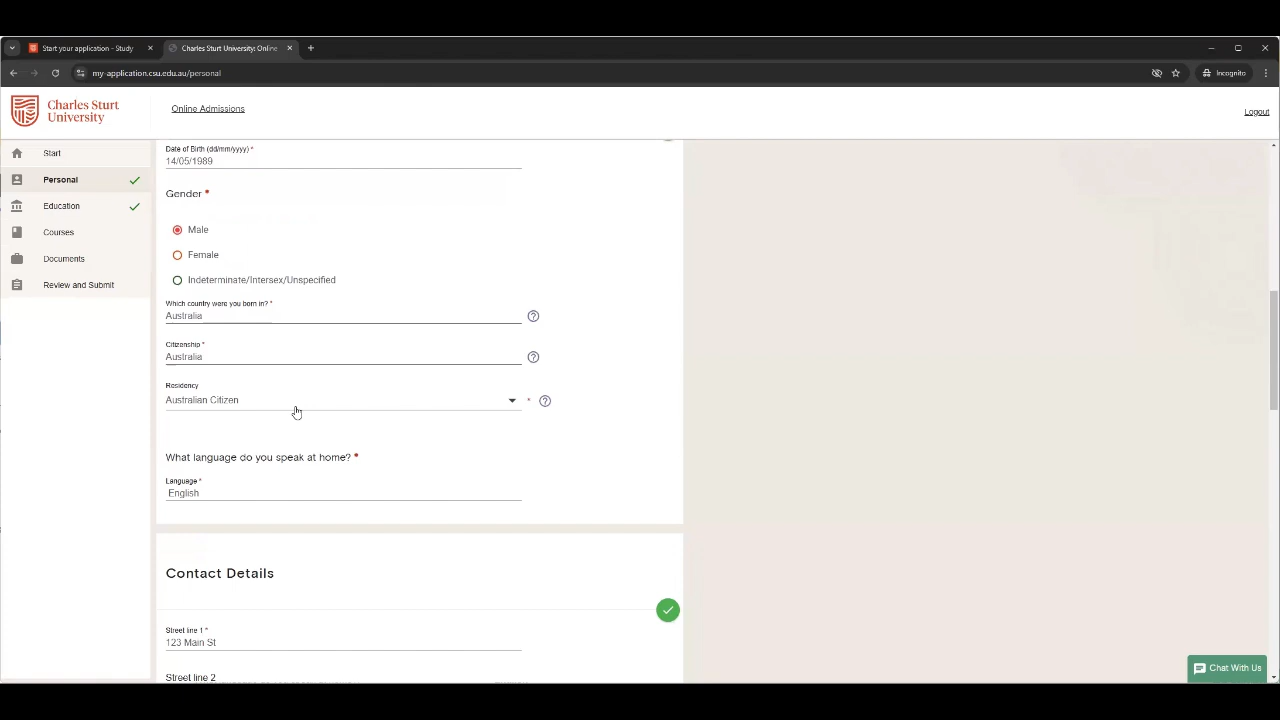 Start your application - Study
Charles Sturt University: Online
my-application.csu.edu.au/personal
Incognito
Charles Sturt
University
Online Admissions
Logout
Start
Personal
Education
Courses
Documents
Review and Submit
Date of Birth (dd/mm/yyyy) *
14/05/1989
Gender *
Male
Female
Indeterminate/Intersex/Unspecified
Which country were you born in? *
Australia
Citizenship *
Australia
Residency
Australian Citizen
*
What language do you speak at home? *
Language *
English
Contact Details
Street line 1 *
123 Main St
Street line 2
Chat With Us